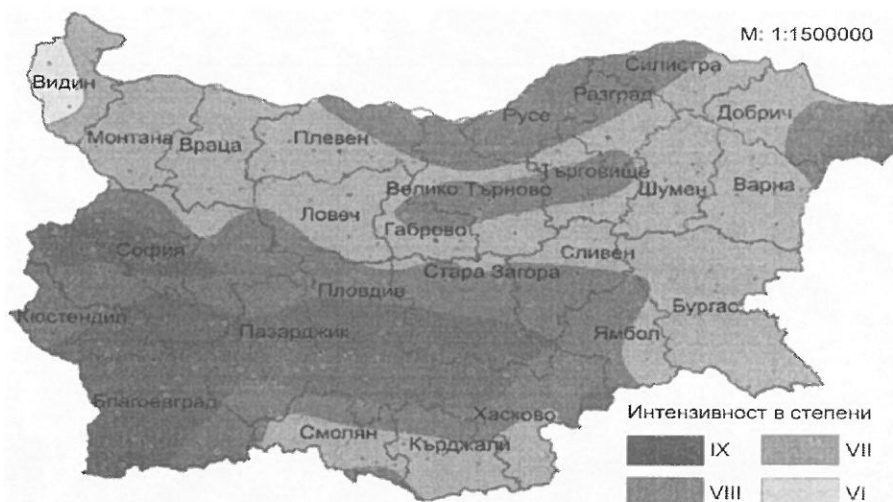 М: 1:1500000
Силистра
Видин
Разград
Добрич
Русе
Монтана
Плевен
Враца
Търговище
Велико Търново
Шумен
Варна
Ловеч
Габрово
София
Сливен
Стара Загора
Пловдив
Бургас
Кюстендил
Пазарджик
Ямбол
Благоевград
Хасково
Смолян
Кърджали
Интензивност в степени
IX VII
VIII VI